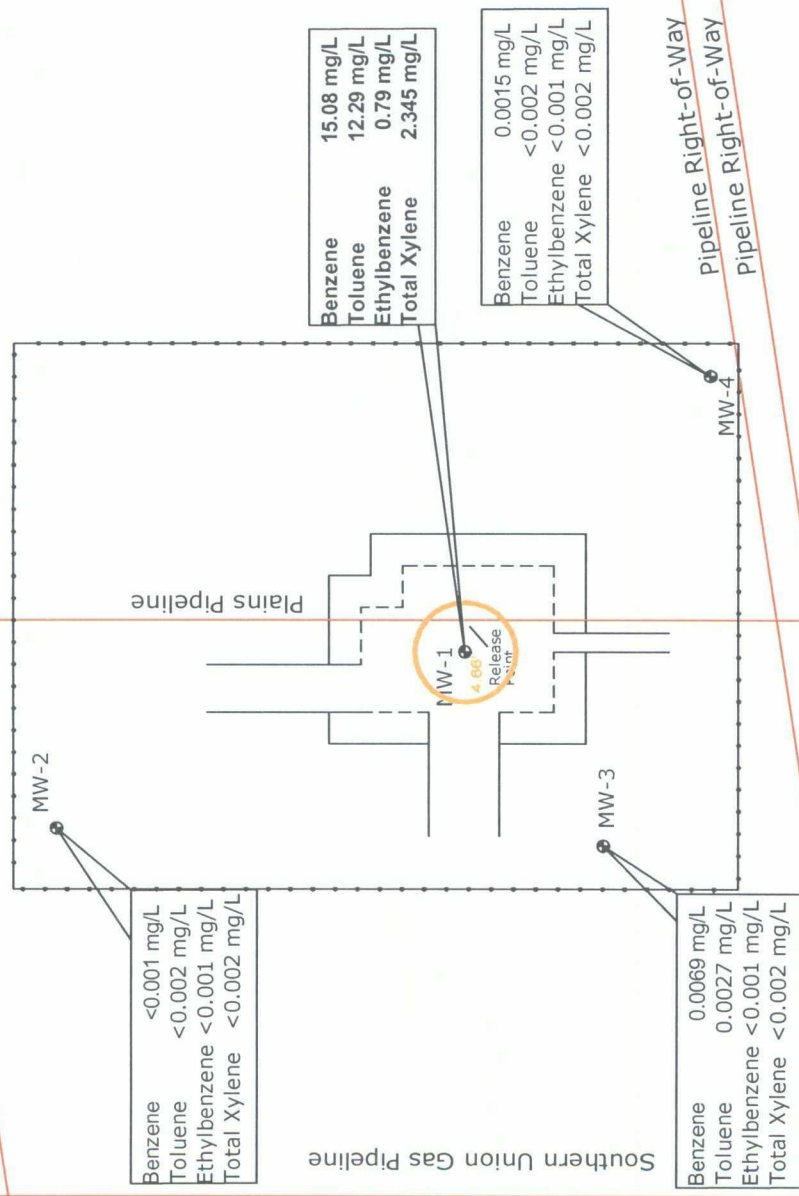 MW-2
Benzene <0.001 mg/L
Toluene <0.002 mg/L
Ethylbenzene <0.001 mg/L
Total Xylene <0.002 mg/L
Plains Pipeline
Benzene 15.08 mg/L
Toluene 12.29 mg/L
Ethylbenzene 0.79 mg/L
Total Xylene 2.345 mg/L
MW-1
4.66
Release
Point
Benzene 0.0015 mg/L
Toluene <0.002 mg/L
Ethylbenzene <0.001 mg/L
Total Xylene <0.002 mg/L
MW-4
MW-3
Benzene 0.0069 mg/L
Toluene 0.0027 mg/L
Ethylbenzene <0.001 mg/L
Total Xylene <0.002 mg/L
Southern Union Gas Pipeline
Pipeline Right-of-Way
Pipeline Right-of-Way